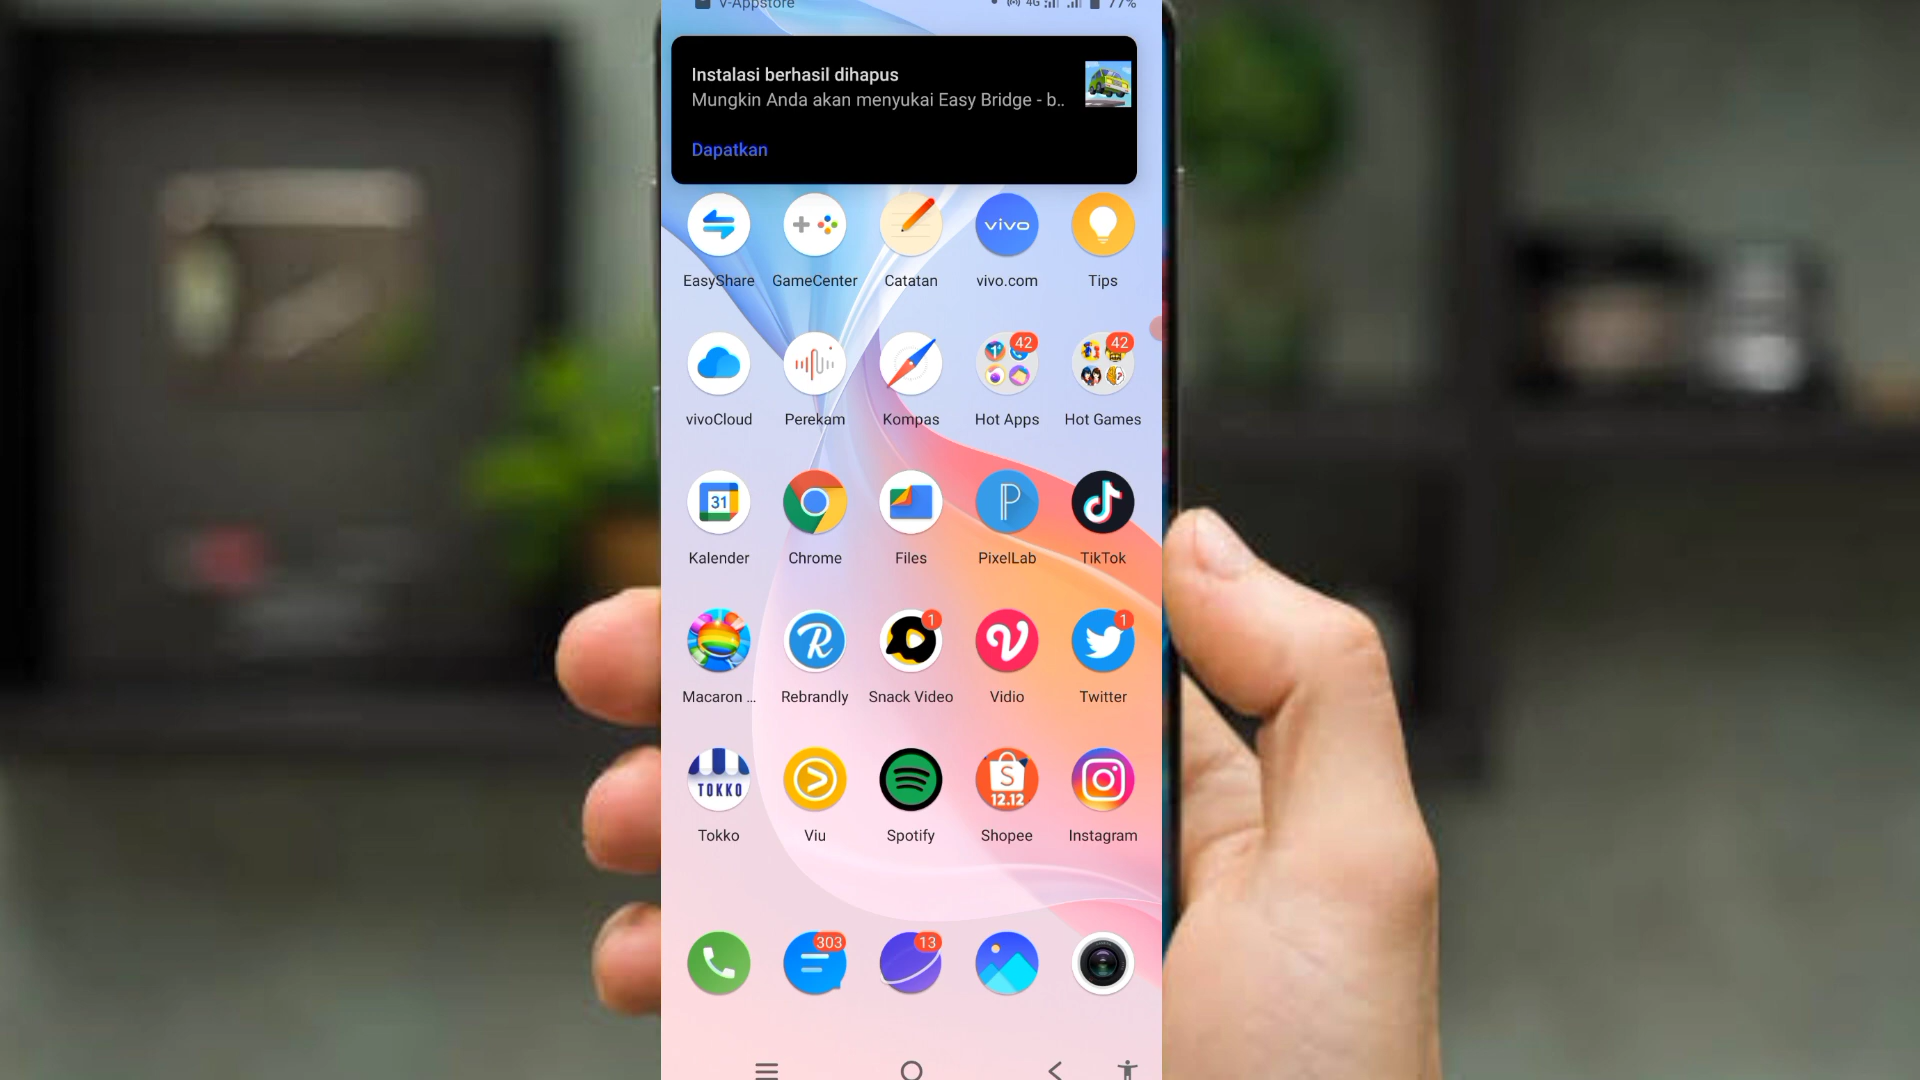 V-Appstore 4G 77%
Instalasi berhasil dihapus
Mungkin Anda akan menyukai Easy Bridge - b..
Dapatkan
vivo
EasyShare GameCenter Catatan vivo.com Tips
42 42
vivoCloud Perekam Kompas Hot Apps Hot Games
31
Kalender Chrome Files PixelLab TikTok
1 1
Macaron ... Rebrandly Snack Video Vidio Twitter
TOKKO S 12.12
Tokko Viu Spotify Shopee Instagram
303 13